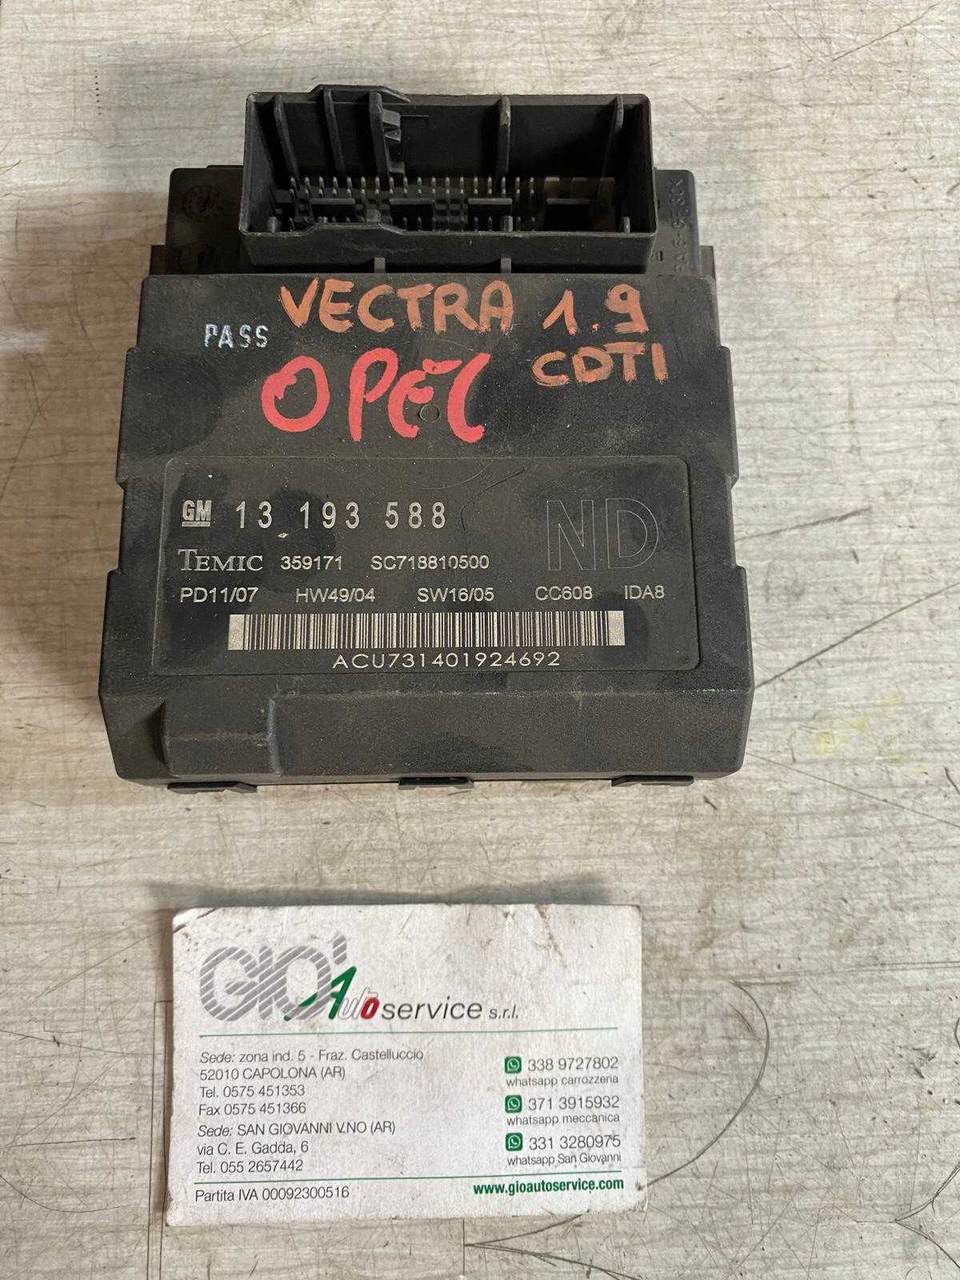 VECTRA 1.9
PASS
CDTI
OPEL
GM 13 193 588
ND
TEMIC 359171 SC718810500
PD11/07 HW49/04 SW16/05 CC608 IDA8
ACU731401924692
GIO' Autoservice s.r.l.
Sede: zona ind. 5 - Fraz. Castelluccio
52010 CAPOLONA (AR)
Tel. 0575 451353
Fax 0575 451366
Sede: SAN GIOVANNI V.NO (AR)
via C. E. Gadda, 6
Tel. 055 2657442
Partita IVA 00092300516
338 9727802
whatsapp carrozzeria
371 3915932
whatsapp meccanica
331 3280975
whatsapp San Giovanni
www.gioautoservice.com